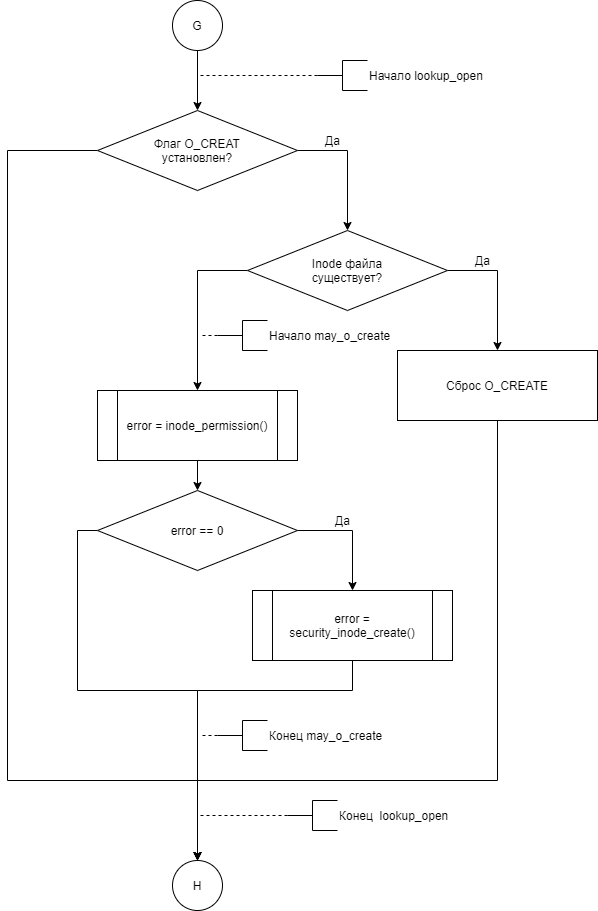 G
Начало lookup_open
Флаг O_CREAT
установлен?
Да
Inode файла
существует?
Да
Начало may_o_create
Сброс O_CREATE
error = inode_permission()
error == 0
Да
error =
security_inode_create()
Конец may_o_create
Конец lookup_open
H